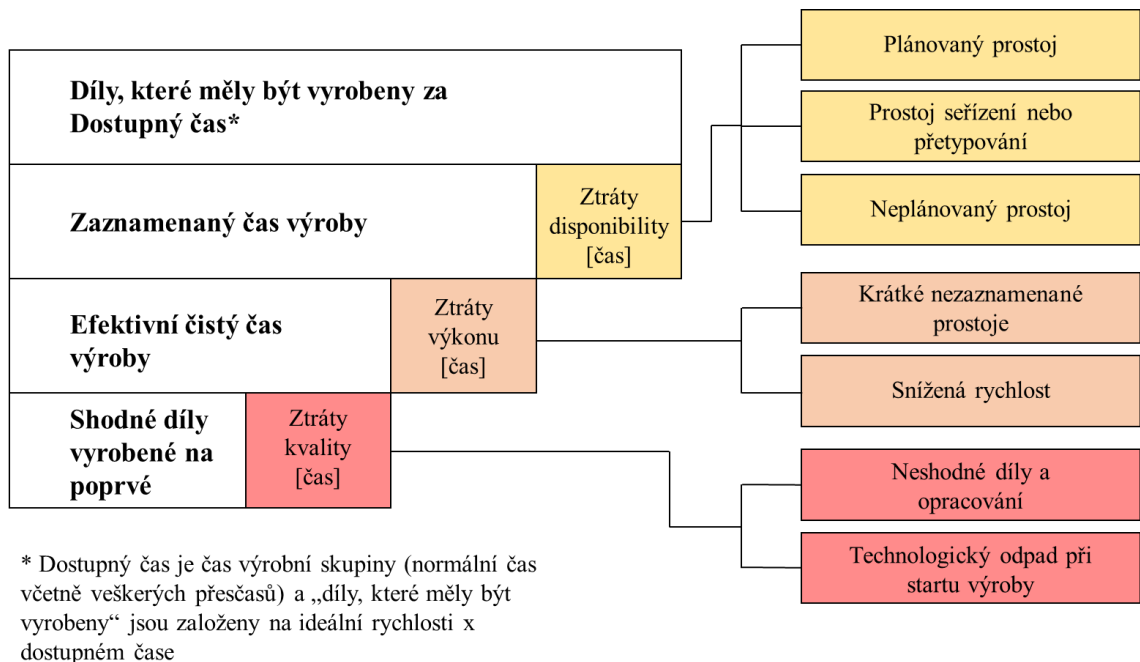 Díly, které měly být vyrobeny za
Dostupný čas*
Zaznamenaný čas výroby
Ztráty
disponibility
[čas]
Efektivní čistý čas
výroby
Ztráty
výkonu
[čas]
Shodné díly
vyrobené na
poprvé
Ztráty
kvality
[čas]
Plánovaný prostoj
Prostoj seřízení nebo
přetypování
Neplánovaný prostoj
Krátké nezaznamenané
prostoje
Snížená rychlost
Neshodné díly a
opracování
Technologický odpad při
startu výroby
* Dostupný čas je čas výrobní skupiny (normální čas
včetně veškerých přesčasů) a „díly, které měly být
vyrobeny“ jsou založeny na ideální rychlosti x
dostupném čase